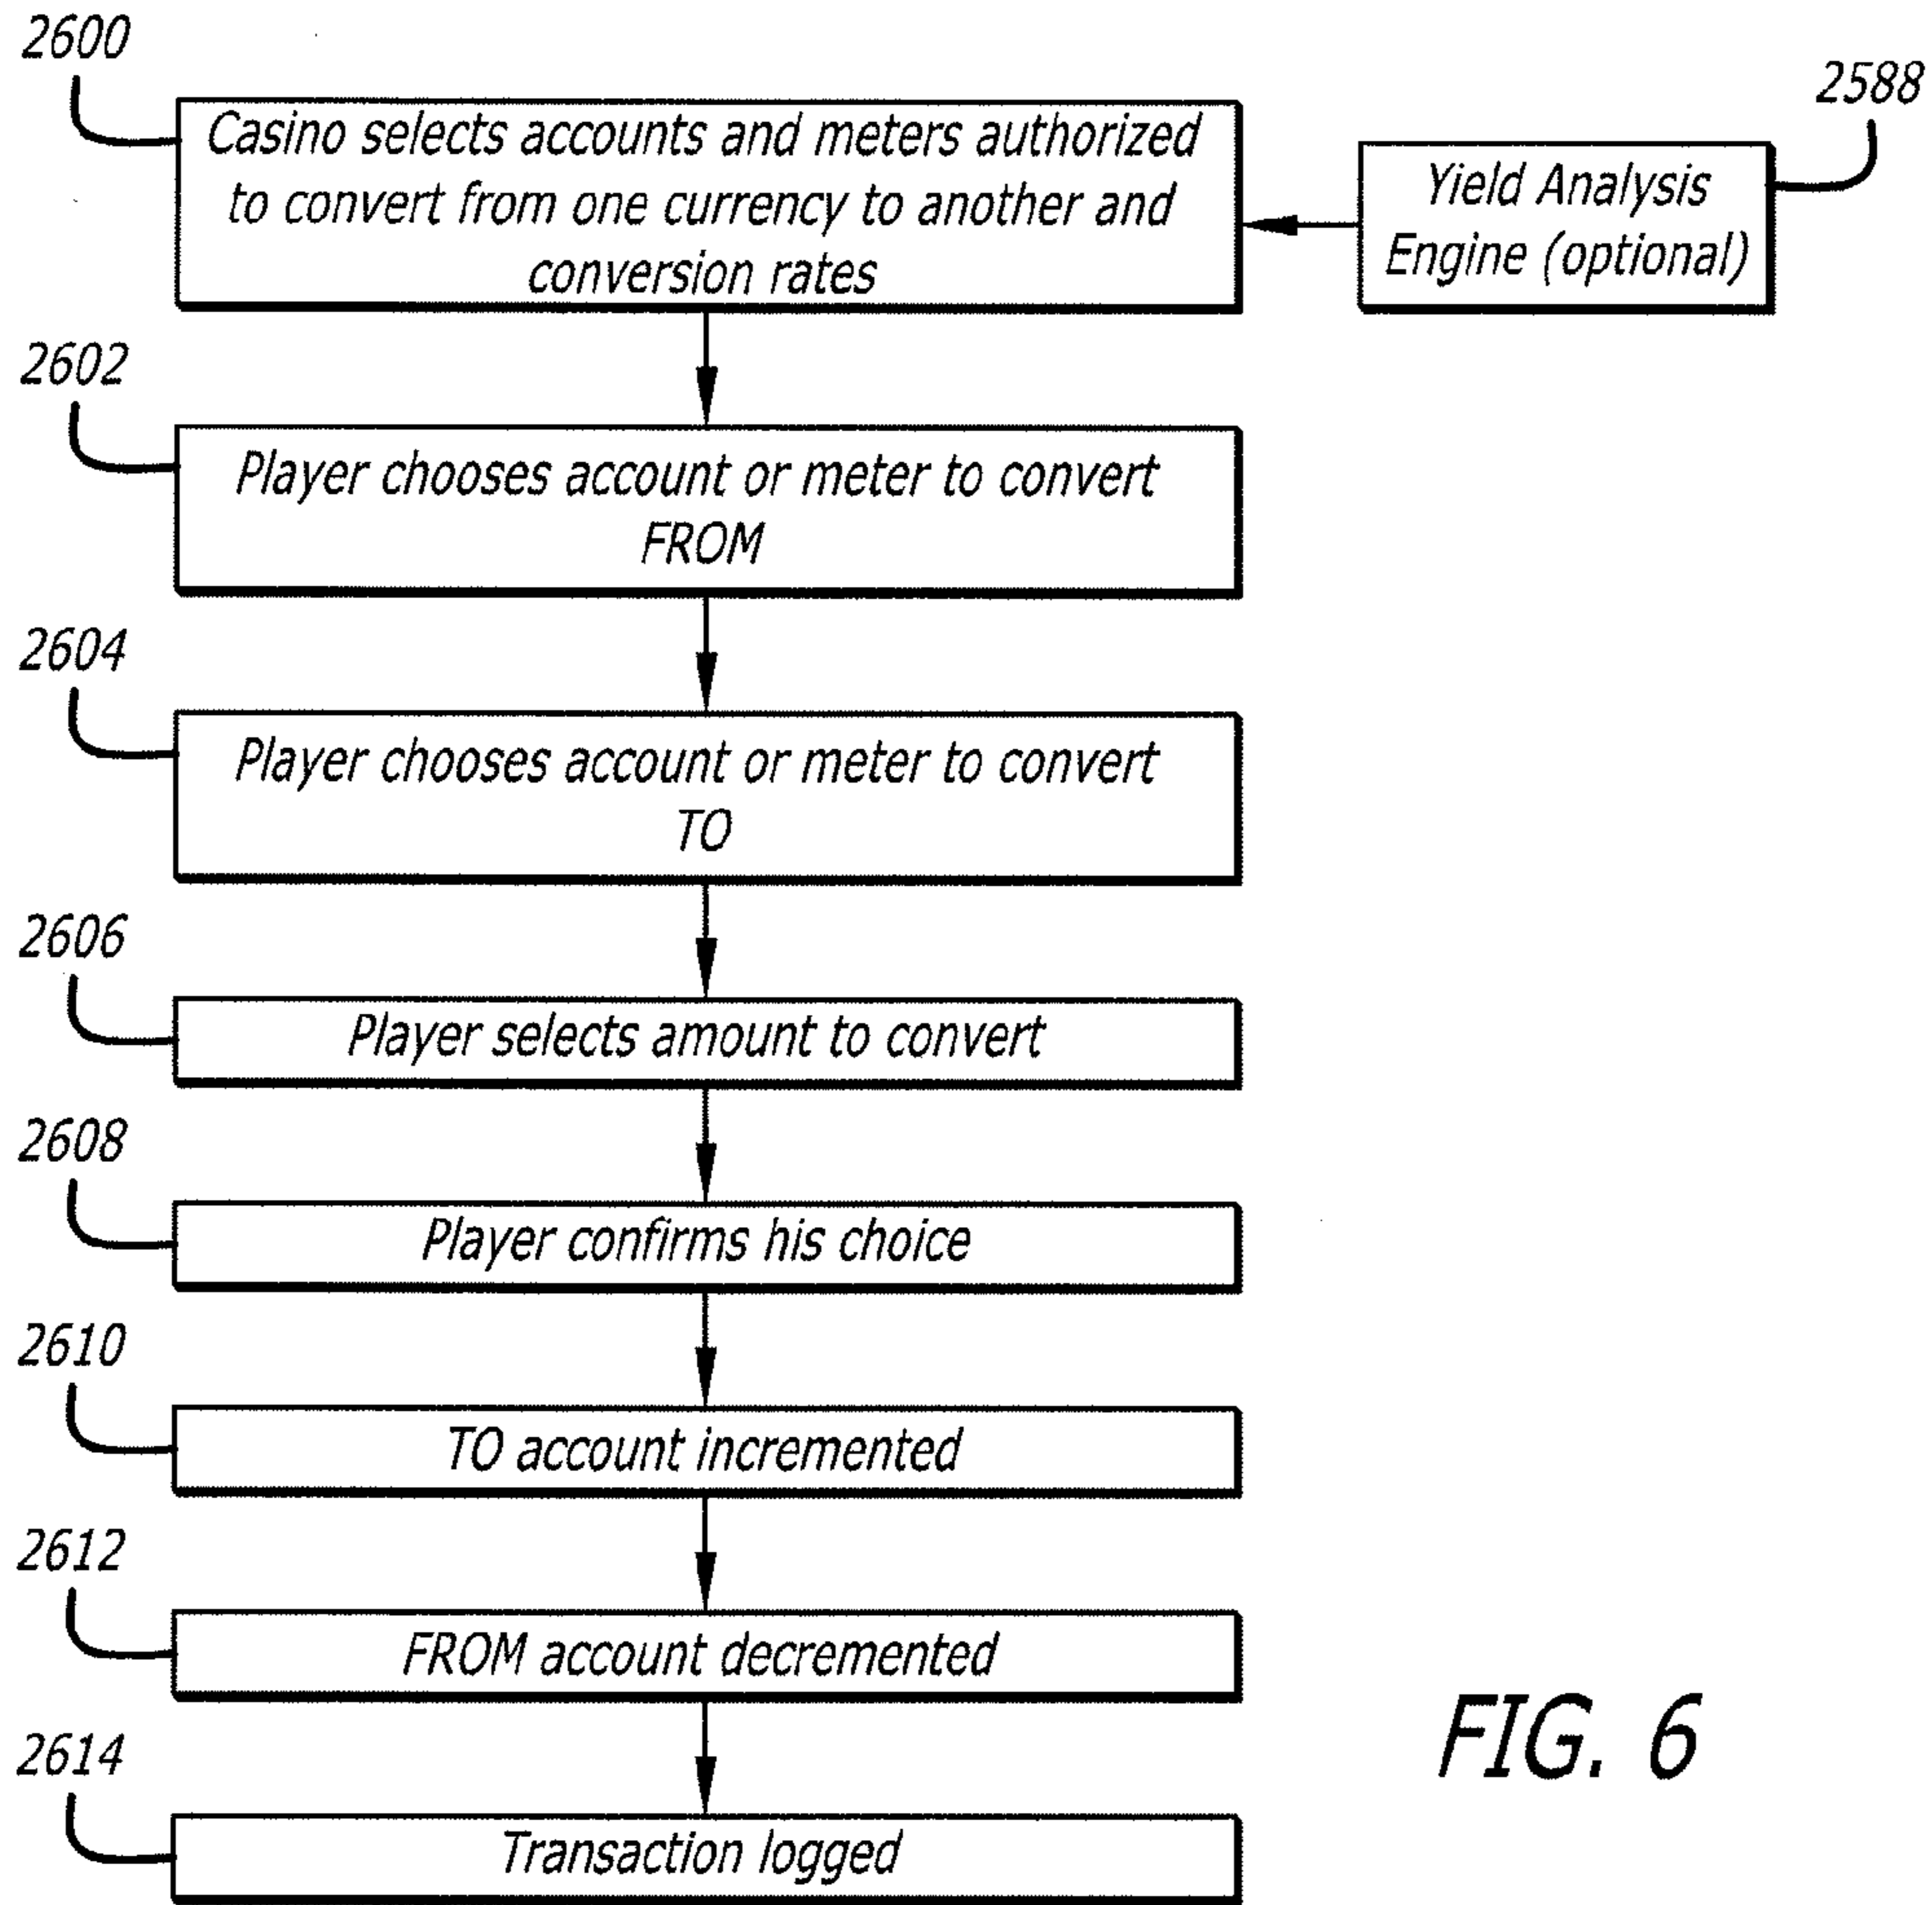 2600
Casino selects accounts and meters authorized
to convert from one currency to another and
conversion rates
2588
Yield Analysis
Engine (optional)
2602
Player chooses account or meter to convert
FROM
2604
Player chooses account or meter to convert
TO
2606
Player selects amount to convert
2608
Player confirms his choice
2610
TO account incremented
2612
FROM account decremented
2614
Transaction logged
FIG. 6